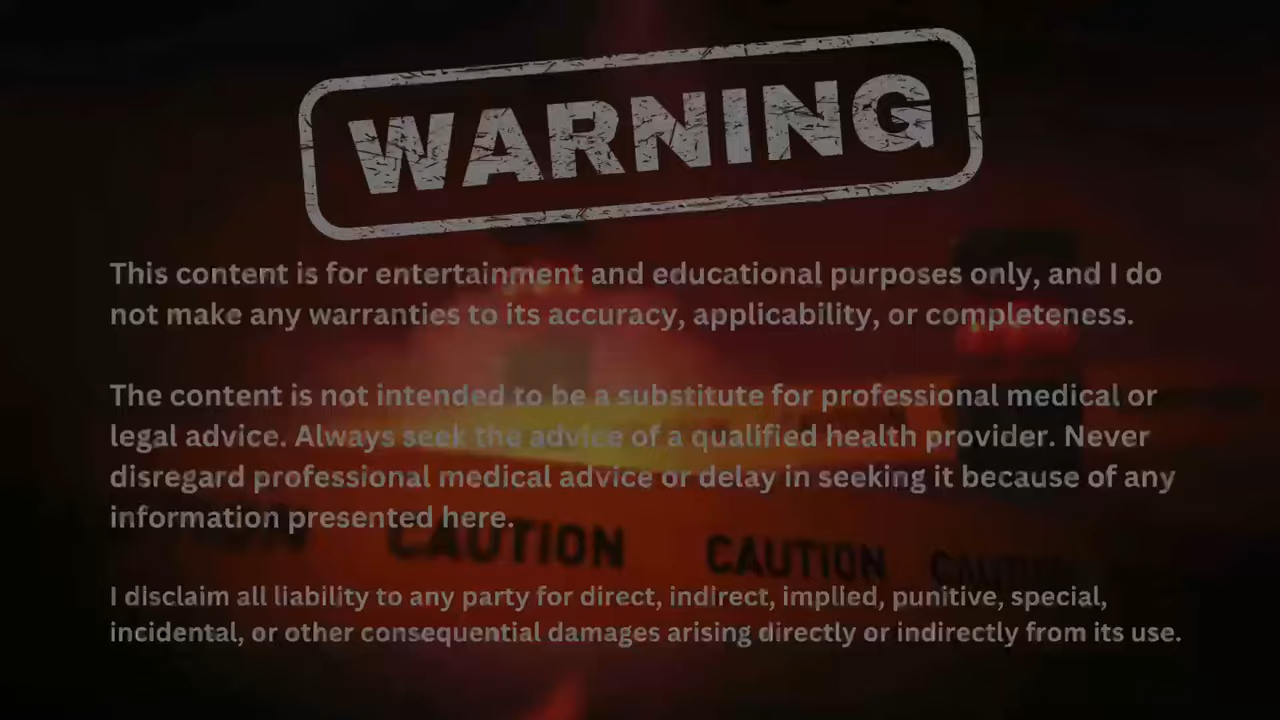 WARNING
This content is for entertainment and educational purposes only, and I do
not make any warranties to its accuracy, applicability, or completeness.
The content is not intended to be a substitute for professional medical or
legal advice. Always seek the advice of a qualified health provider. Never
disregard professional medical advice or delay in seeking it because of any
information presented here.
CAUTION CAUTION CAUTION
I disclaim all liability to any party for direct, indirect, implied, punitive, special,
incidental, or other consequential damages arising directly or indirectly from its use.